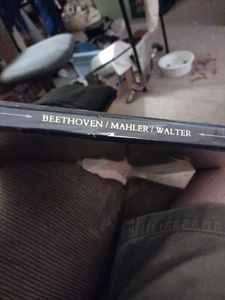 BEETHOVEN / MAHLER / WALTER